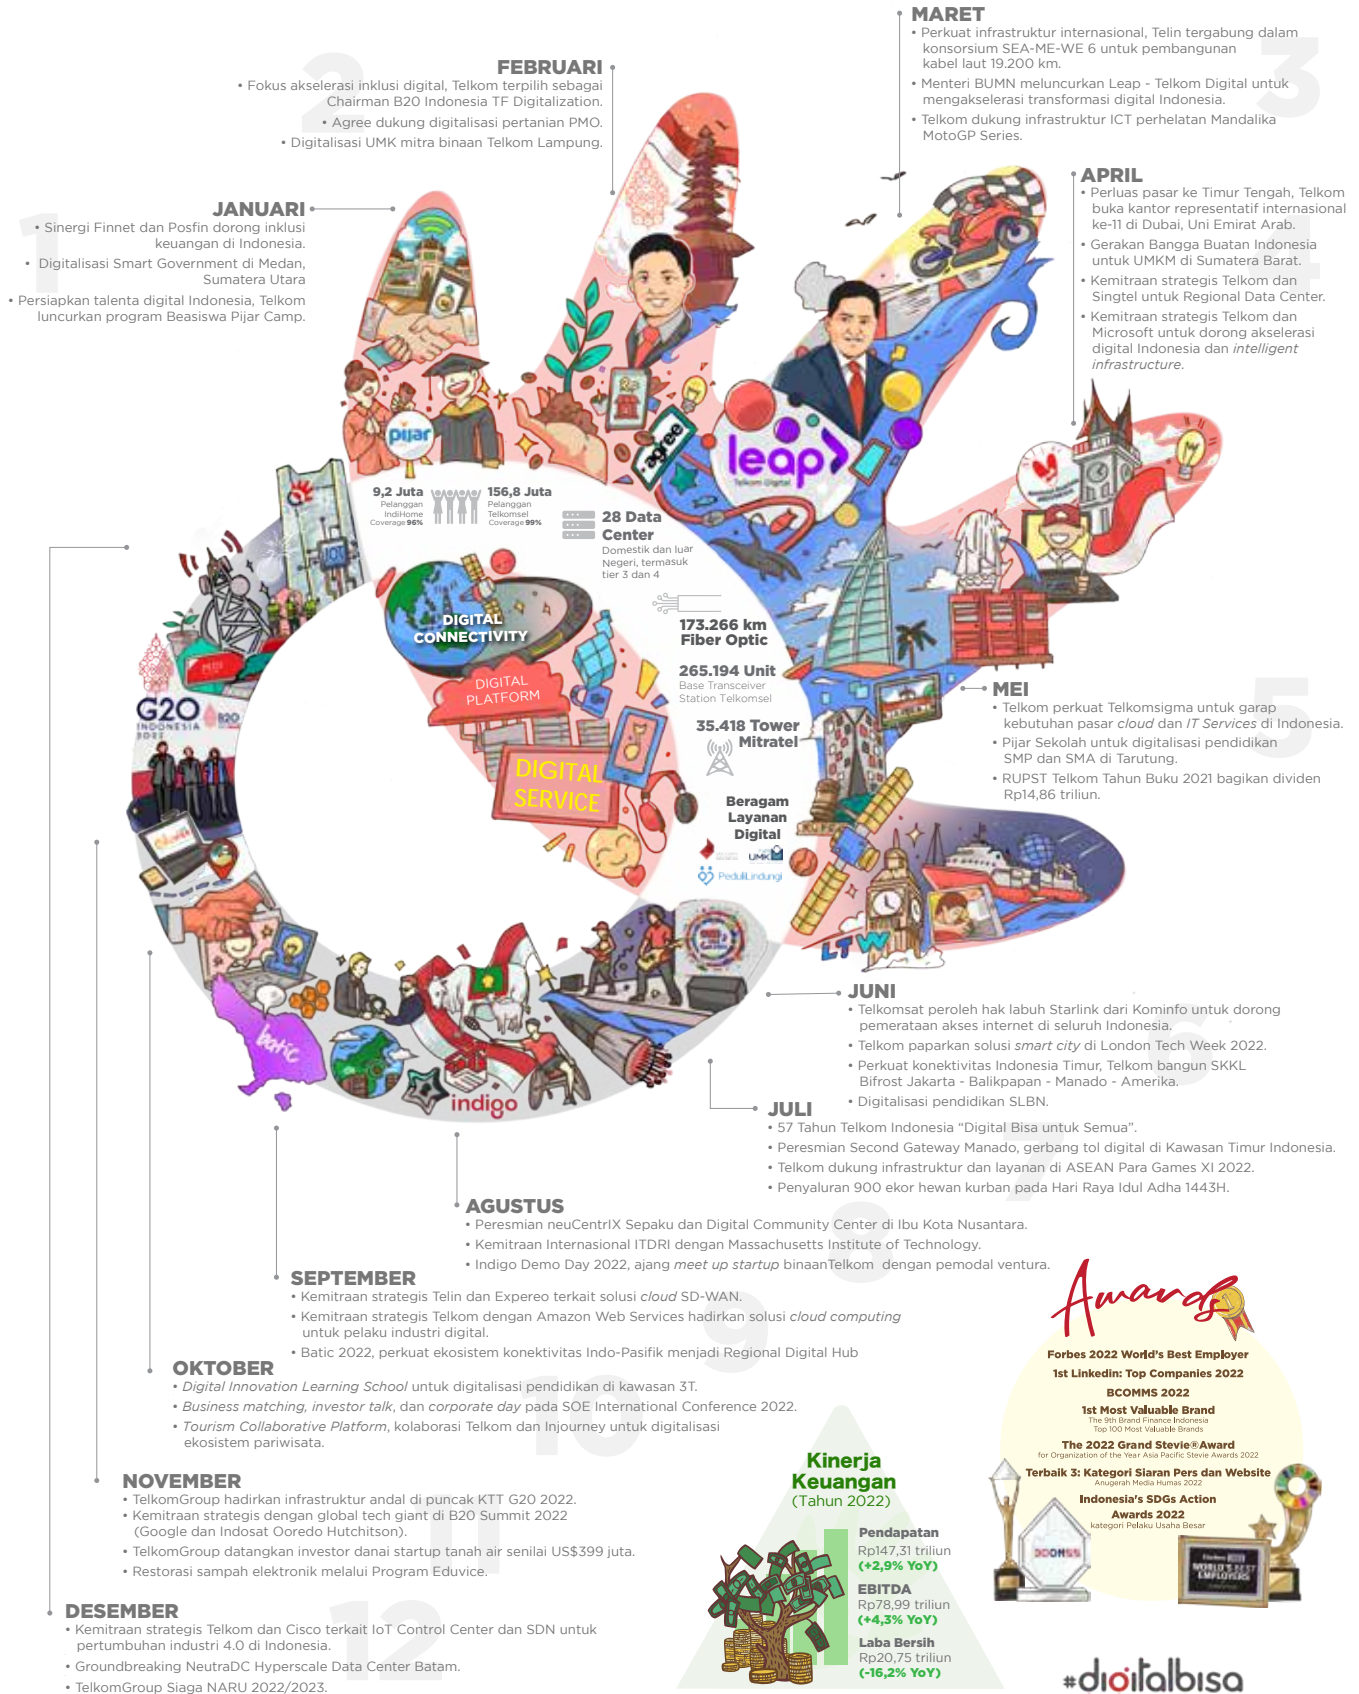 MARET
• Perkuat infrastruktur internasional, Telin tergabung dalam
konsorsium SEA-ME-WE 6 untuk pembangunan
kabel laut 19.200 km.
• Menteri BUMN meluncurkan Leap - Telkom Digital untuk
mengakselerasi transformasi digital Indonesia.
• Telkom dukung infrastruktur ICT perhelatan Mandalika
MotoGP Series.
3
FEBRUARI
• Fokus akselerasi inklusi digital, Telkom terpilih sebagai
Chairman B20 Indonesia TF Digitalization.
• Agree dukung digitalisasi pertanian PMO.
• Digitalisasi UMK mitra binaan Telkom Lampung.
2
JANUARI
• Sinergi Finnet dan Posfin dorong inklusi
keuangan di Indonesia.
• Digitalisasi Smart Government di Medan,
Sumatera Utara
• Persiapkan talenta digital Indonesia, Telkom
luncurkan program Beasiswa Pijar Camp.
1
APRIL
• Perluas pasar ke Timur Tengah, Telkom
buka kantor representatif internasional
ke-11 di Dubai, Uni Emirat Arab.
• Gerakan Bangga Buatan Indonesia
untuk UMKM di Sumatera Barat.
• Kemitraan strategis Telkom dan
Singtel untuk Regional Data Center.
• Kemitraan strategis Telkom dan
Microsoft untuk dorong akselerasi
digital Indonesia dan intelligent
infrastructure.
4
pijar
agree
leap
Telkom Digital
IOT
9,2 Juta
Pelanggan
IndiHome
Coverage 96%
156,8 Juta
Pelanggan
Telkomsel
Coverage 99%
28 Data
Center
Domestik dan luar
Negeri, termasuk
tier 3 dan 4
173.266 km
Fiber Optic
265.194 Unit
Base Transceiver
Station Telkomsel
35.418 Tower
Mitratel
Beragam
Layanan
Digital
UMK
PeduliLindungi
DIGITAL
CONNECTIVITY
DIGITAL
PLATFORM
DIGITAL
SERVICE
G20
INDONESIA
2022
B20
LTW
batic
indigo
MEI
• Telkom perkuat Telkomsigma untuk garap
kebutuhan pasar cloud dan IT Services di Indonesia.
• Pijar Sekolah untuk digitalisasi pendidikan
SMP dan SMA di Tarutung.
• RUPST Telkom Tahun Buku 2021 bagikan dividen
Rp14,86 triliun.
5
JUNI
• Telkomsat peroleh hak labuh Starlink dari Kominfo untuk dorong
pemerataan akses internet di seluruh Indonesia.
• Telkom paparkan solusi smart city di London Tech Week 2022.
• Perkuat konektivitas Indonesia Timur, Telkom bangun SKKL
Bifrost Jakarta - Balikpapan - Manado - Amerika.
• Digitalisasi pendidikan SLBN.
6
JULI
• 57 Tahun Telkom Indonesia “Digital Bisa untuk Semua”.
• Peresmian Second Gateway Manado, gerbang tol digital di Kawasan Timur Indonesia.
• Telkom dukung infrastruktur dan layanan di ASEAN Para Games XI 2022.
• Penyaluran 900 ekor hewan kurban pada Hari Raya Idul Adha 1443H.
7
AGUSTUS
• Peresmian neuCentrIX Sepaku dan Digital Community Center di Ibu Kota Nusantara.
• Kemitraan Internasional ITDRI dengan Massachusetts Institute of Technology.
• Indigo Demo Day 2022, ajang meet up startup binaanTelkom dengan pemodal ventura.
8
SEPTEMBER
• Kemitraan strategis Telin dan Expereo terkait solusi cloud SD-WAN.
• Kemitraan strategis Telkom dengan Amazon Web Services hadirkan solusi cloud computing
untuk pelaku industri digital.
• Batic 2022, perkuat ekosistem konektivitas Indo-Pasifik menjadi Regional Digital Hub
9
OKTOBER
• Digital Innovation Learning School untuk digitalisasi pendidikan di kawasan 3T.
• Business matching, investor talk, dan corporate day pada SOE International Conference 2022.
• Tourism Collaborative Platform, kolaborasi Telkom dan Injourney untuk digitalisasi
ekosistem pariwisata.
10
NOVEMBER
• TelkomGroup hadirkan infrastruktur andal di puncak KTT G20 2022.
• Kemitraan strategis dengan global tech giant di B20 Summit 2022
(Google dan Indosat Ooredo Hutchitson).
• TelkomGroup datangkan investor danai startup tanah air senilai US$399 juta.
• Restorasi sampah elektronik melalui Program Eduvice.
11
DESEMBER
• Kemitraan strategis Telkom dan Cisco terkait IoT Control Center dan SDN untuk
pertumbuhan industri 4.0 di Indonesia.
• Groundbreaking NeutraDC Hyperscale Data Center Batam.
• TelkomGroup Siaga NARU 2022/2023.
12
Kinerja
Keuangan
(Tahun 2022)
Pendapatan
Rp147,31 triliun
(+2,9% YoY)
EBITDA
Rp78,99 triliun
(+4,3% YoY)
Laba Bersih
Rp20,75 triliun
(-16,2% YoY)
Awards
Forbes 2022 World's Best Employer
1st Linkedin: Top Companies 2022
BCOMMS 2022
1st Most Valuable Brand
The 9th Brand Finance Indonesia
Top 100 Most Valuable Brands
The 2022 Grand Stevie®Award
for Organization of the Year Asia Pacific Stevie Awards 2022
Terbaik 3: Kategori Siaran Pers dan Website
Anugerah Media Humas 2022
Indonesia's SDGs Action
Awards 2022
kategori Pelaku Usaha Besar
WORLD'S BEST
EMPLOYERS
#digitalbisa